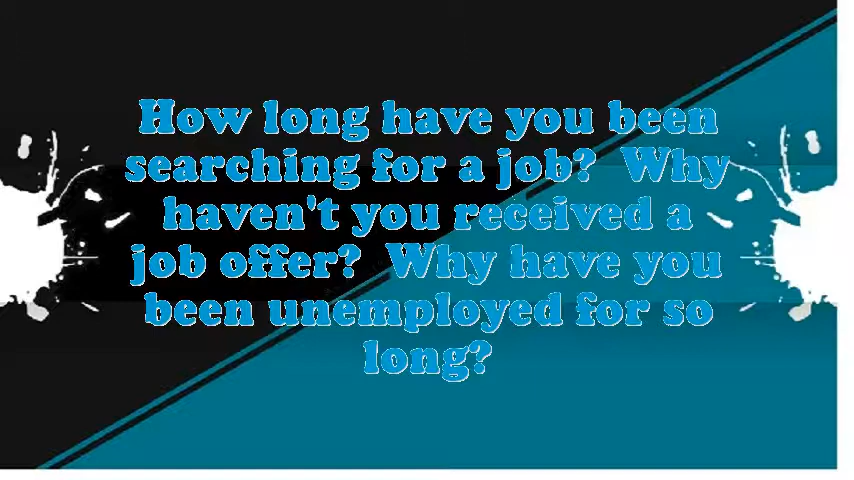 How long have you been
searching for a job?  Why
haven't you received a
job offer?  Why have you
been unemployed for so
long?